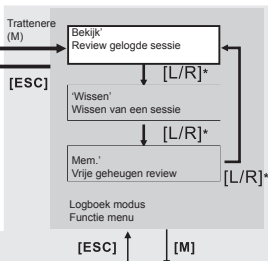 Trattenere
(M)
Bekijk'
Review gelogde sessie
[L/R]*
[ESC]
‘Wissen’
Wissen van een sessie
[L/R]*
Mem.'
Vrije geheugen review
[L/R]*
Logboek modus
Functie menu
[ESC]
[M]